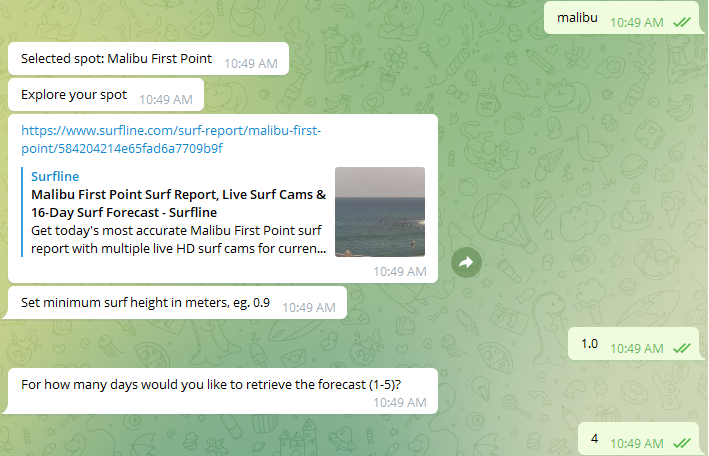 malibu 10:49 AM
Selected spot: Malibu First Point 10:49 AM
Explore your spot 10:49 AM
https://www.surfline.com/surf-report/malibu-first-
point/584204214e65fad6a7709b9f
Surfline
Malibu First Point Surf Report, Live Surf Cams &
16-Day Surf Forecast - Surfline
Get today's most accurate Malibu First Point surf
report with multiple live HD surf cams for curren...
10:49 AM
Set minimum surf height in meters, eg. 0.9 10:49 AM
1.0 10:49 AM
For how many days would you like to retrieve the forecast (1-5)?
10:49 AM
4 10:49 AM